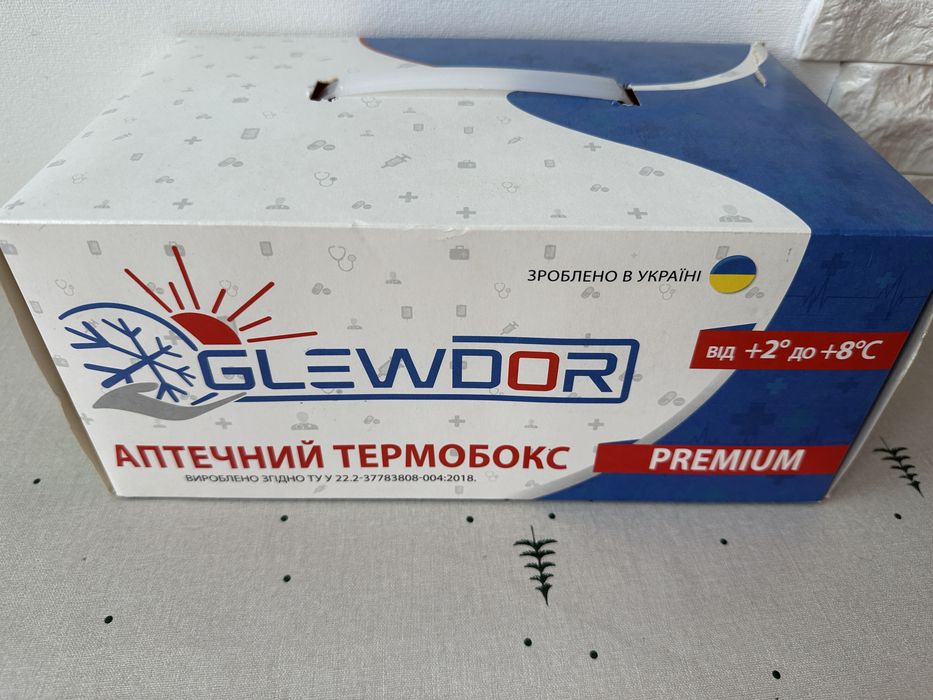 ЗРОБЛЕНО В УКРАЇНІ
від +2° до +8°C
GLEWDOR
АПТЕЧНИЙ ТЕРМОБОКС
PREMIUM
ВИРОБЛЕНО ЗГІДНО ТУ У 22.2-37783808-004:2018.